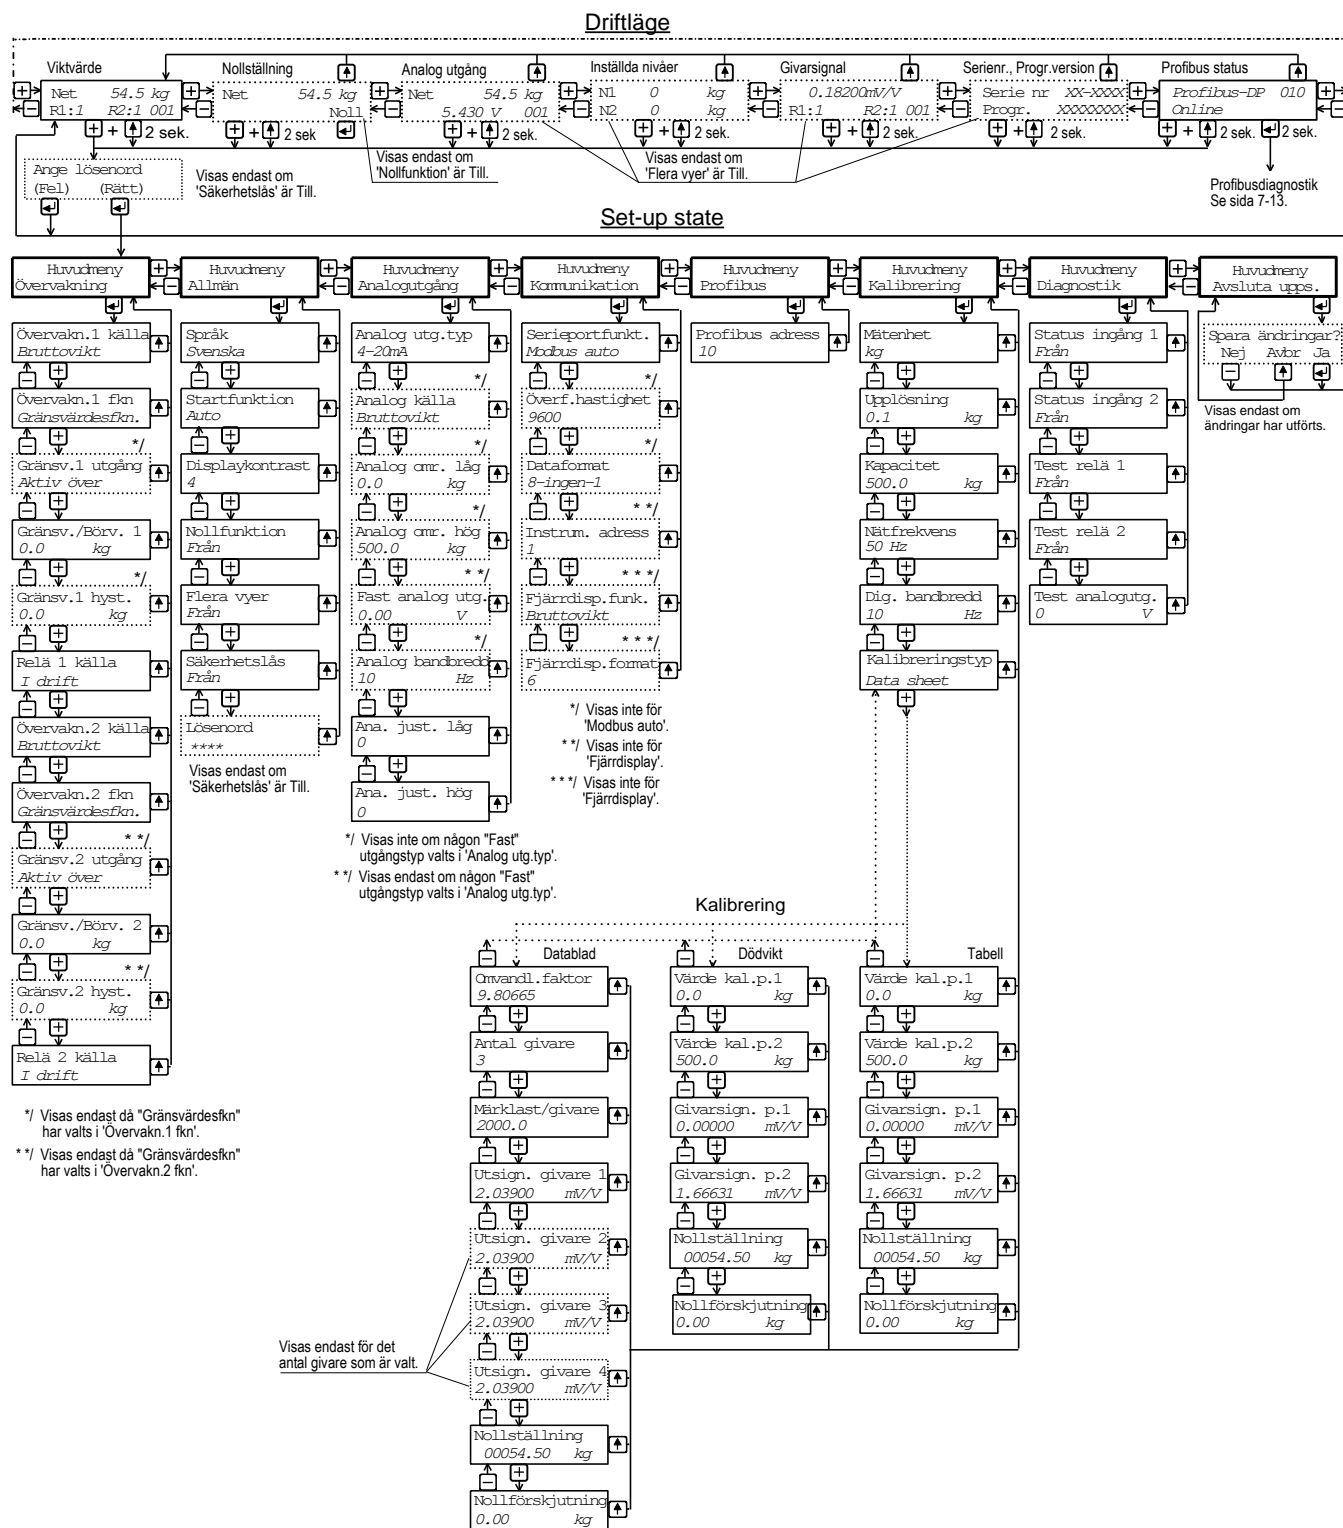 Driftläge
Viktvärde
Net 54.5 kg
R1:1 R2:1 001
+ 2 sek.
Nollställning
Net 54.5 kg
Noll
+ 2 sek
Analog utgång
Net 54.5 kg
5.430 V 001
+ 2 sek.
Inställda nivåer
N1 0 kg
N2 0 kg
+ 2 sek.
Givarsignal
0.18200mV/V
R1:1 R2:1 001
+ 2 sek.
Serienr., Progr.version
Serie nr XX-XXXX
Progr. XXXXXXXX
+ 2 sek.
Profibus status
Profibus-DP 010
Online
+ 2 sek. 2 sek.
Ange lösenord
(Fel) (Rätt)
Visas endast om
'Säkerhetslås' är Till.
Visas endast om
'Nollfunktion' är Till.
Visas endast om
'Flera vyer' är Till.
Profibusdiagnostik
Se sida 7-13.
Set-up state
Huvudmeny
Övervakning
Övervakn.1 källa
Bruttovikt
Övervakn.1 fkn
Gränsvärdesfkn.
*/
Gränsv.1 utgång
Aktiv över
Gränsv./Börv. 1
0.0 kg
*/
Gränsv.1 hyst.
0.0 kg
Relä 1 källa
I drift
Övervakn.2 källa
Bruttovikt
Övervakn.2 fkn
Gränsvärdesfkn.
* */
Gränsv.2 utgång
Aktiv över
Gränsv./Börv. 2
0.0 kg
* */
Gränsv.2 hyst.
0.0 kg
Relä 2 källa
I drift
*/ Visas endast då "Gränsvärdesfkn"
har valts i 'Övervakn.1 fkn'.
* */ Visas endast då "Gränsvärdesfkn"
har valts i 'Övervakn.2 fkn'.
Huvudmeny
Allmän
Språk
Svenska
Startfunktion
Auto
Displaykontrast
4
Nollfunktion
Från
Flera vyer
Från
Säkerhetslås
Från
Lösenord
****
Visas endast om
'Säkerhetslås' är Till.
Huvudmeny
Analogutgång
Analog utg.typ
4-20mA
*/
Analog källa
Bruttovikt
*/
Analog omr. låg
0.0 kg
*/
Analog omr. hög
500.0 kg
* */
Fast analog utg.
0.00 V
*/
Analog bandbredd
10 Hz
Ana. just. låg
0
Ana. just. hög
0
*/ Visas inte om någon "Fast"
utgångstyp valts i 'Analog utg.typ'.
* */ Visas endast om någon "Fast"
utgångstyp valts i 'Analog utg.typ'.
Huvudmeny
Kommunikation
Serieportfunkt.
Modbus auto
*/
Överf.hastighet
9600
*/
Dataformat
8-ingen-1
* */
Instrum. adress
1
* * */
Fjärrdisp.funk.
Bruttovikt
* * */
Fjärrdisp.format
6
*/ Visas inte för
'Modbus auto'.
* */ Visas inte för
'Fjärrdisplay'.
* * */ Visas inte för
'Fjärrdisplay'.
Huvudmeny
Profibus
Profibus adress
10
Huvudmeny
Kalibrering
Mätenhet
kg
Upplösning
0.1 kg
Kapacitet
500.0 kg
Nätfrekvens
50 Hz
Dig. bandbredd
10 Hz
Kalibreringstyp
Data sheet
Huvudmeny
Diagnostik
Status ingång 1
Från
Status ingång 2
Från
Test relä 1
Från
Test relä 2
Från
Test analogutg.
0 V
Huvudmeny
Avsluta upps.
Spara ändringar?
Nej Avbr Ja
Visas endast om
ändringar har utförts.
Kalibrering
Datablad
Omvandl.faktor
9.80665
Antal givare
3
Märklast/givare
2000.0
Utsign. givare 1
2.03900 mV/V
Utsign. givare 2
2.03900 mV/V
Utsign. givare 3
2.03900 mV/V
Utsign. givare 4
2.03900 mV/V
Nollställning
00054.50 kg
Nollförskjutning
0.00 kg
Visas endast för det
antal givare som är valt.
Dödvikt
Värde kal.p.1
0.0 kg
Värde kal.p.2
500.0 kg
Givarsign. p.1
0.00000 mV/V
Givarsign. p.2
1.66631 mV/V
Nollställning
00054.50 kg
Nollförskjutning
0.00 kg
Tabell
Värde kal.p.1
0.0 kg
Värde kal.p.2
500.0 kg
Givarsign. p.1
0.00000 mV/V
Givarsign. p.2
1.66631 mV/V
Nollställning
00054.50 kg
Nollförskjutning
0.00 kg